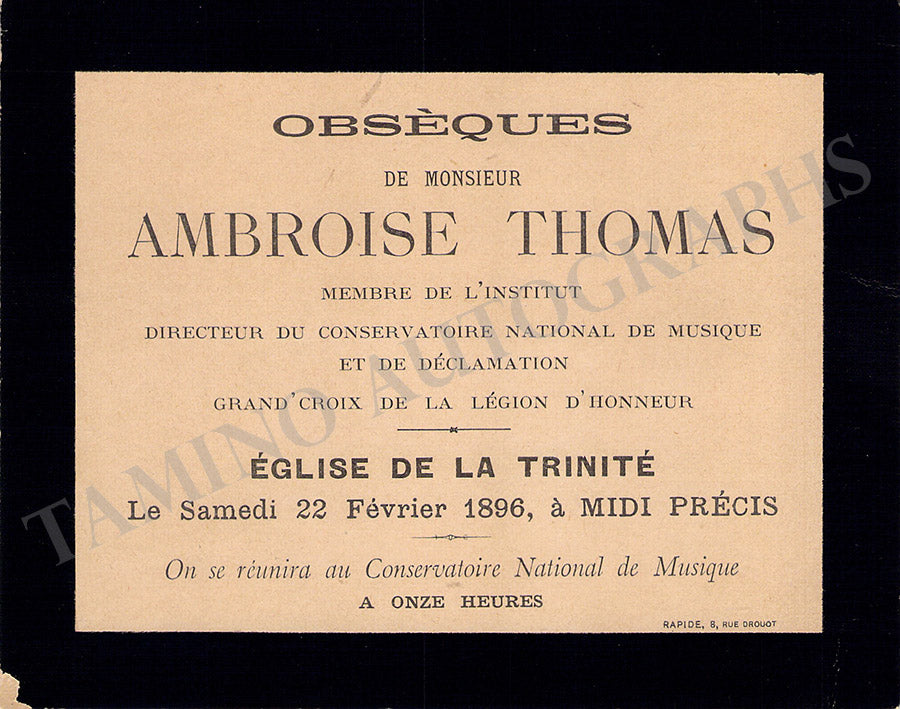 OBSÈQUES
DE MONSIEUR
AMBROISE THOMAS
MEMBRE DE L'INSTITUT
DIRECTEUR DU CONSERVATOIRE NATIONAL DE MUSIQUE
ET DE DÉCLAMATION
GRAND'CROIX DE LA LÉGION D'HONNEUR
ÉGLISE DE LA TRINITÉ
Le Samedi 22 Février 1896, à MIDI PRÉCIS
On se réunira au Conservatoire National de Musique
A ONZE HEURES
RAPIDE, 8, RUE DROUOT
TAMINO AUTOGRAPHS